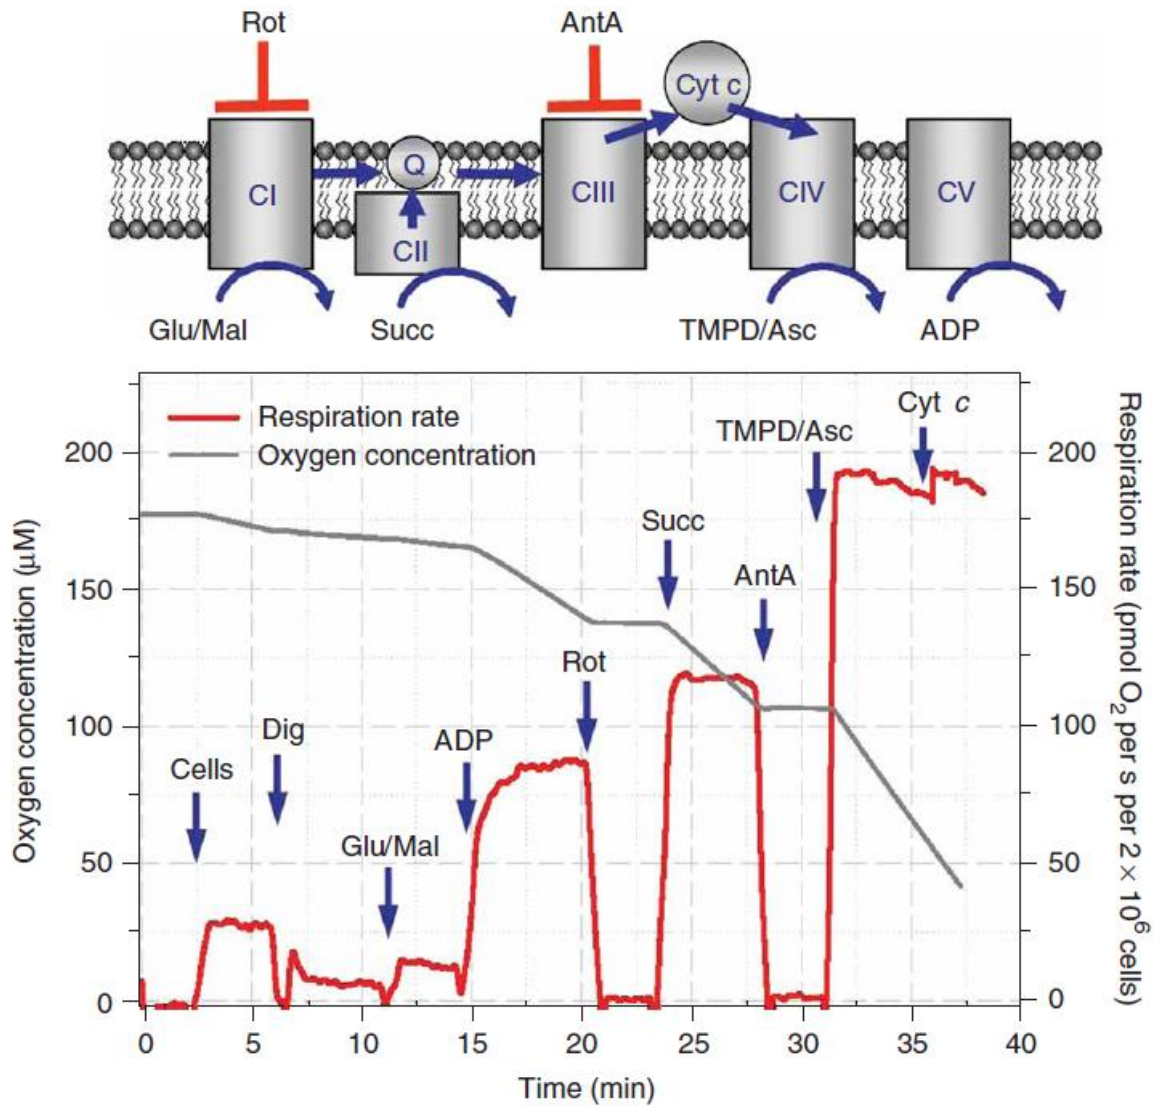 Rot
AntA
Cyt c
CI
Q
CII
CIII
CIV
CV
Glu/Mal
Succ
TMPD/Asc
ADP
Respiration rate
Oxygen concentration
Cells
Dig
Glu/Mal
ADP
Rot
Succ
AntA
TMPD/Asc
Cyt c
200
150
100
50
0
Oxygen concentration (μM)
200
150
100
50
0
Respiration rate (pmol O₂ per s per 2 × 10⁶ cells)
0 5 10 15 20 25 30 35 40
Time (min)